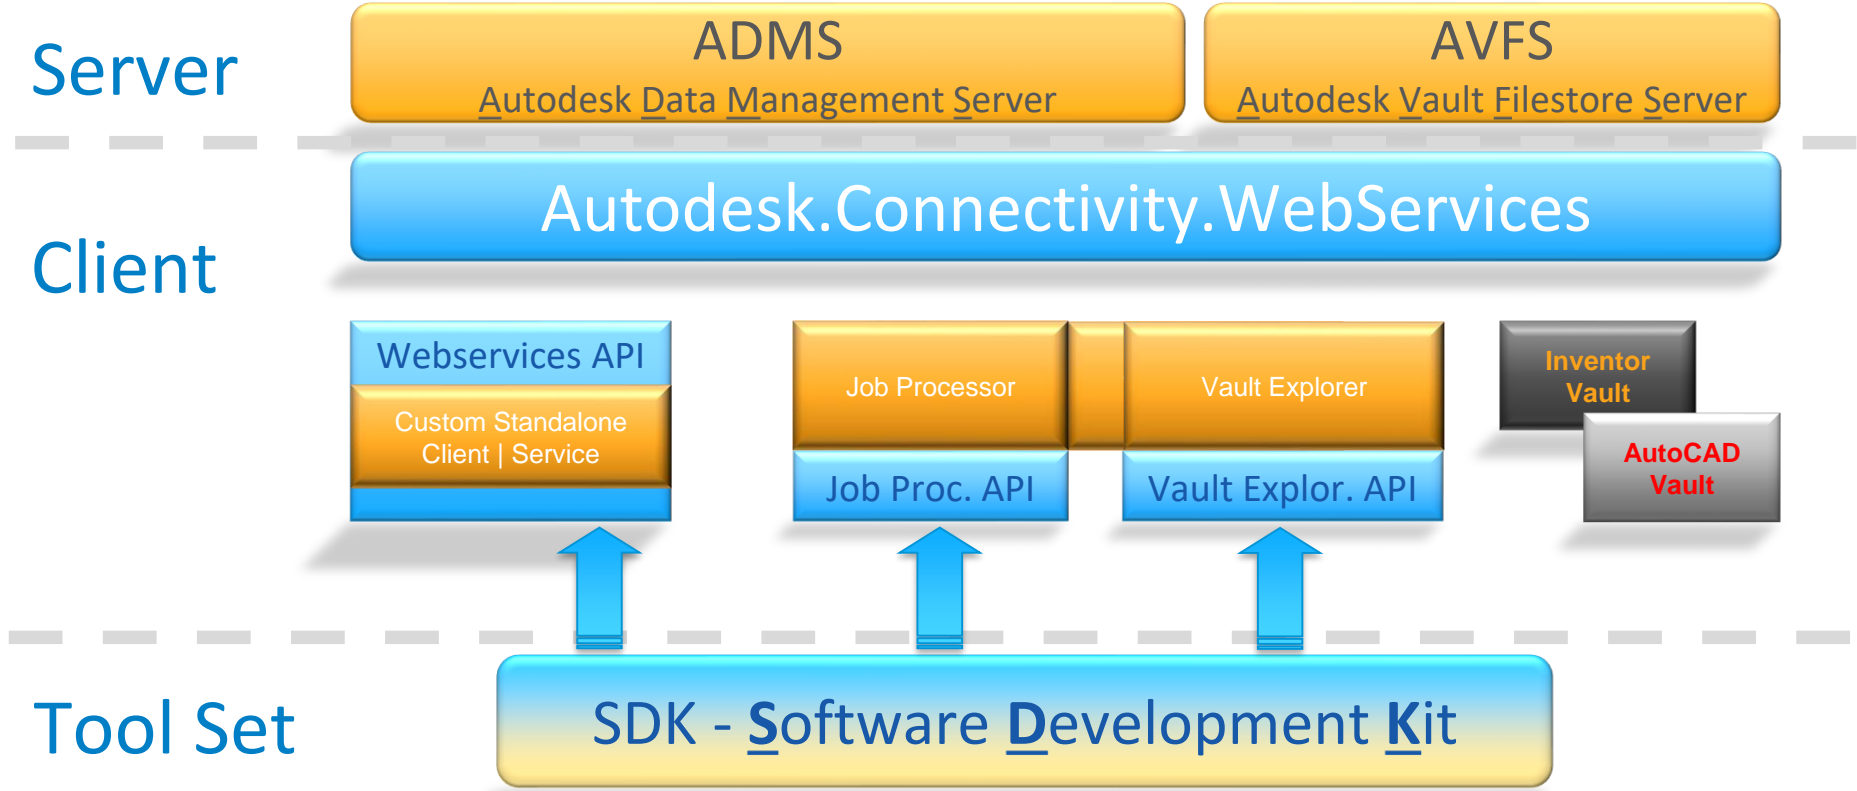 Server
ADMS
Autodesk Data Management Server
AVFS
Autodesk Vault Filestore Server
Client
Autodesk.Connectivity.WebServices
Webservices API
Custom Standalone
Client | Service
Job Processor
Job Proc. API
Vault Explorer
Vault Explor. API
Inventor
Vault
AutoCAD
Vault
Tool Set
SDK - Software Development Kit